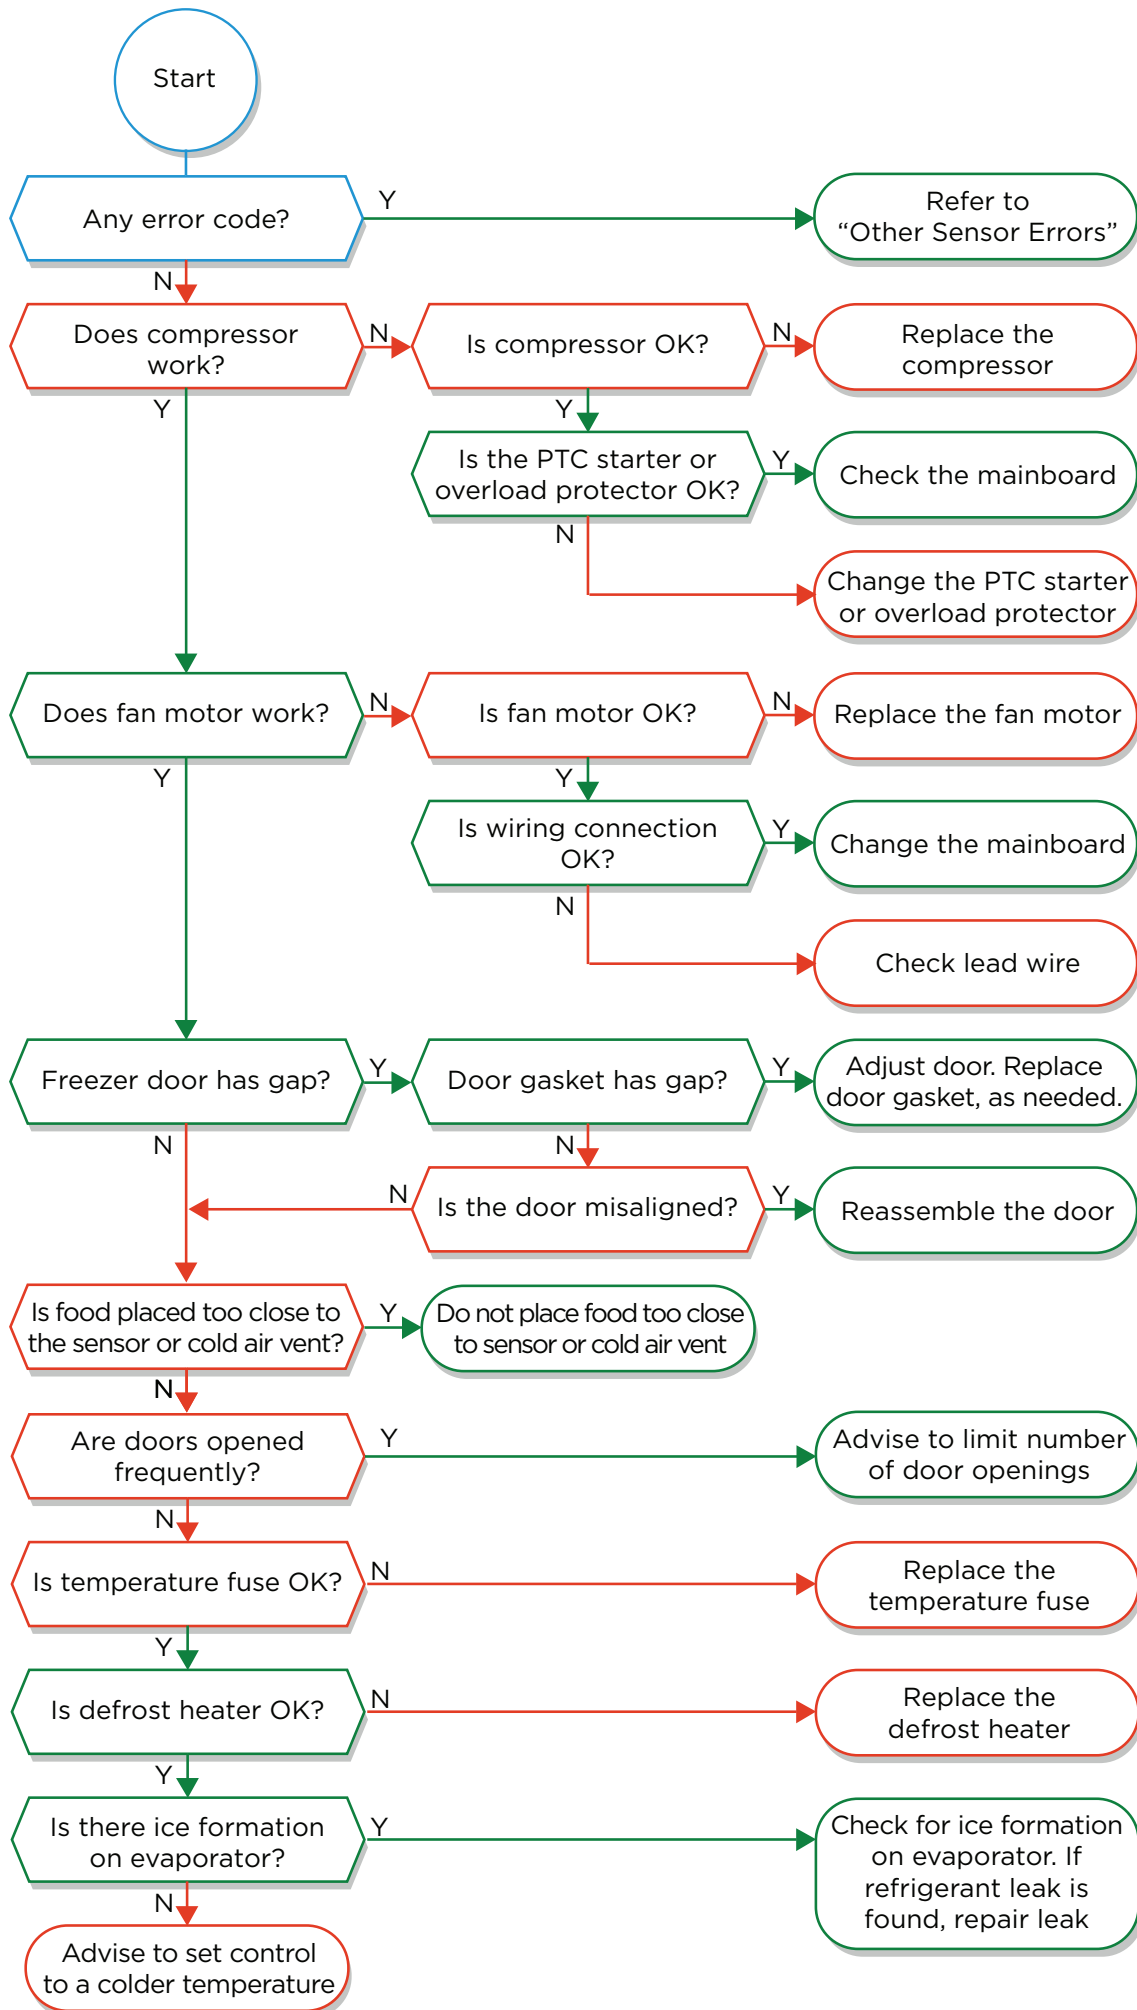 Start
Any error code?
Y
Refer to
“Other Sensor Errors”
N
Does compressor
work?
N
Is compressor OK?
N
Replace the
compressor
Y
Y
Is the PTC starter or
overload protector OK?
Y
Check the mainboard
N
Change the PTC starter
or overload protector
Does fan motor work?
N
Is fan motor OK?
N
Replace the fan motor
Y
Y
Is wiring connection
OK?
Y
Change the mainboard
N
Check lead wire
Freezer door has gap?
Y
Door gasket has gap?
Y
Adjust door. Replace
door gasket, as needed.
N
N
Is the door misaligned?
N
Y
Reassemble the door
Is food placed too close to
the sensor or cold air vent?
Y
Do not place food too close
to sensor or cold air vent
N
Are doors opened
frequently?
Y
Advise to limit number
of door openings
N
Is temperature fuse OK?
N
Replace the
temperature fuse
Y
Is defrost heater OK?
N
Replace the
defrost heater
Y
Is there ice formation
on evaporator?
Y
Check for ice formation
on evaporator. If
refrigerant leak is
found, repair leak
N
Advise to set control
to a colder temperature